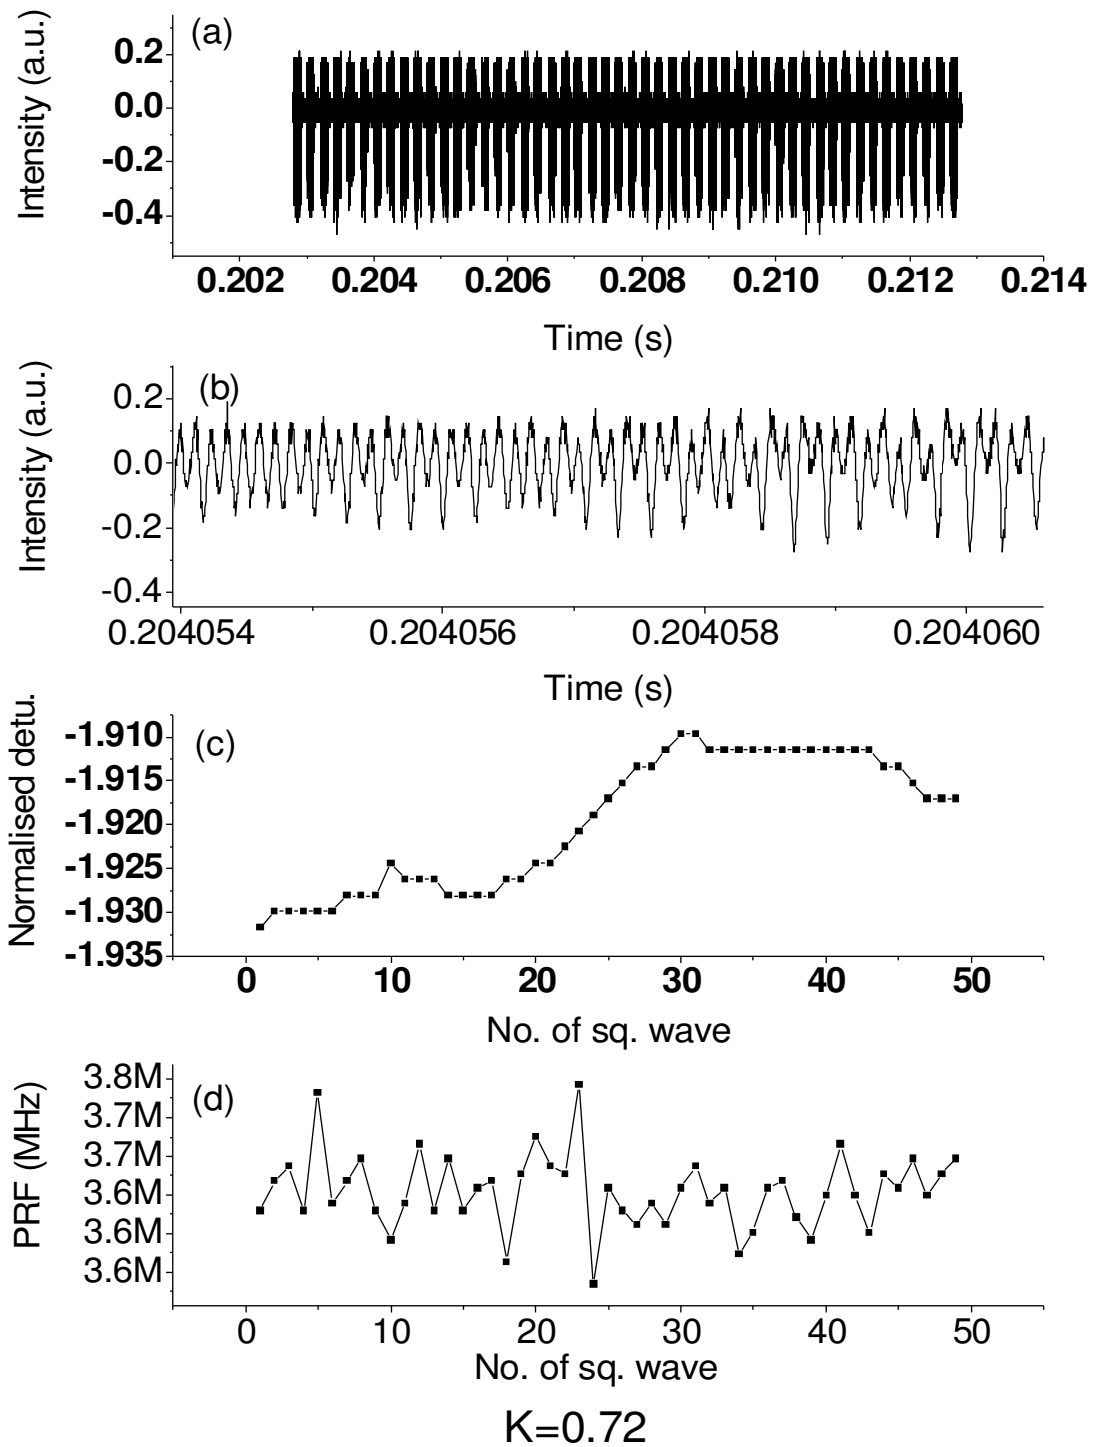 (a)
Intensity (a.u.)
0.2
0.0
-0.2
-0.4
0.202 0.204 0.206 0.208 0.210 0.212 0.214
Time (s)
(b)
Intensity (a.u.)
0.2
0.0
-0.2
-0.4
0.204054 0.204056 0.204058 0.204060
Time (s)
(c)
Normalised detu.
-1.910
-1.915
-1.920
-1.925
-1.930
-1.935
0 10 20 30 40 50
No. of sq. wave
(d)
PRF (MHz)
3.8M
3.7M
3.7M
3.6M
3.6M
3.6M
0 10 20 30 40 50
No. of sq. wave
K=0.72